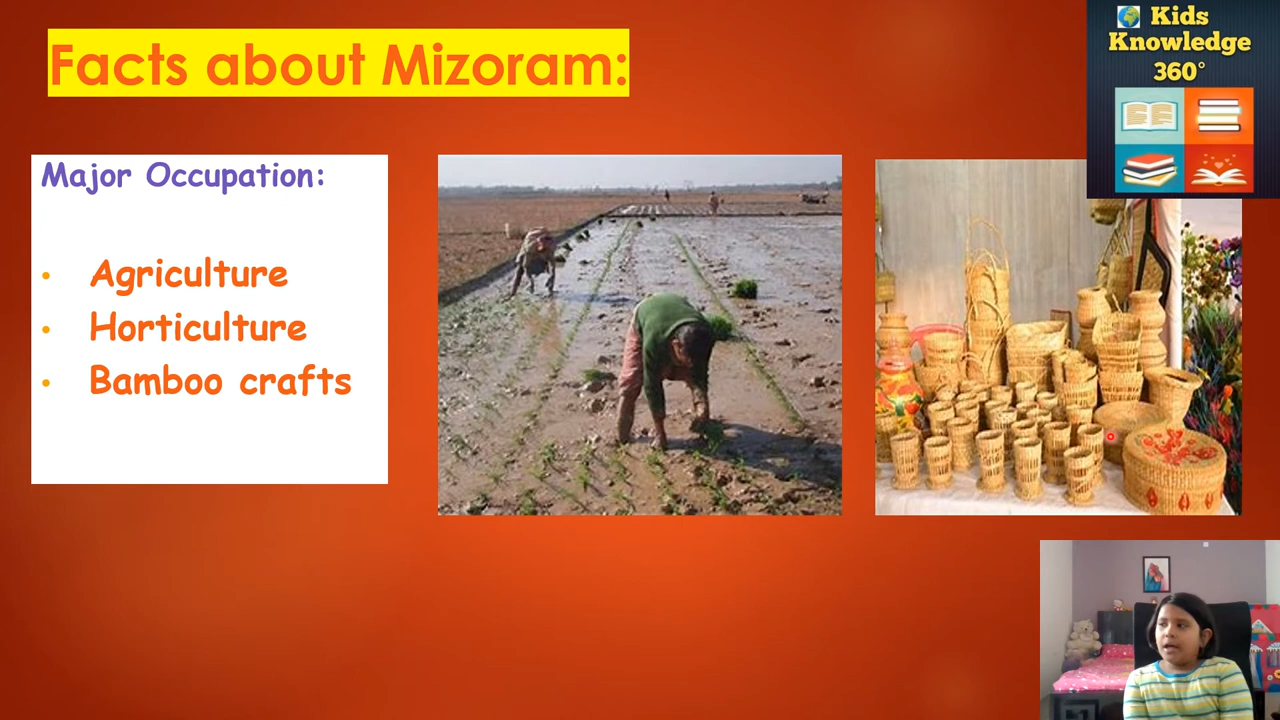 Facts about Mizoram:
Kids
Knowledge
360°
Major Occupation:
• Agriculture
• Horticulture
• Bamboo crafts